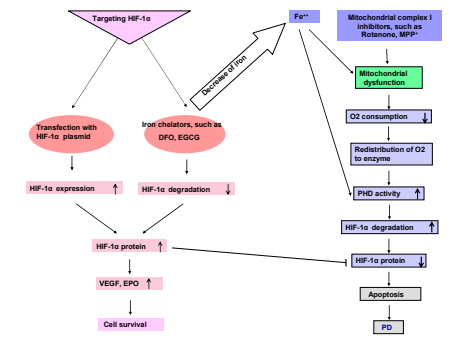 Targeting HIF-1α
Fe⁺⁺
Mitochondrial complex I
inhibitors, such as
Rotenone, MPP⁺
Decrease of iron
Mitochondrial
dysfunction
Transfection with
HIF-1α plasmid
Iron chelators, such as
DFO, EGCG
O2 consumption ↓
Redistribution of O2
to enzyme
HIF-1α expression ↑
HIF-1α degradation ↓
PHD activity ↑
HIF-1α degradation ↑
HIF-1α protein ↑
HIF-1α protein ↓
VEGF, EPO ↑
Apoptosis
Cell survival
PD